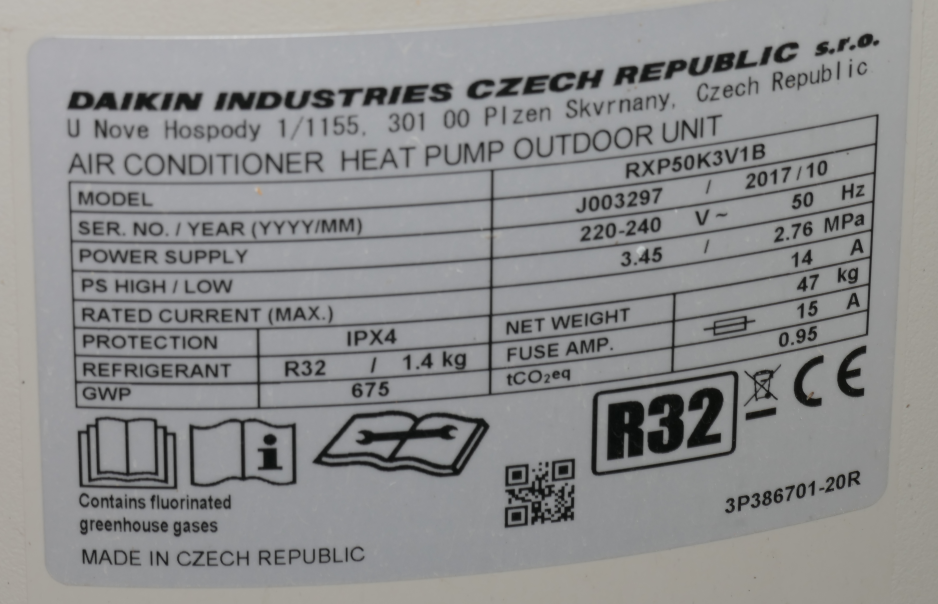 DAIKIN INDUSTRIES CZECH REPUBLIC s.r.o.
U Nove Hospody 1/1155, 301 00 Plzen Skvrnany, Czech Republic
AIR CONDITIONER HEAT PUMP OUTDOOR UNIT
MODEL RXP50K3V1B
SER. NO. / YEAR (YYYY/MM) J003297 / 2017/10
POWER SUPPLY 220-240 V~ 50 Hz
PS HIGH / LOW 3.45 / 2.76 MPa
RATED CURRENT (MAX.) 14 A
PROTECTION IPX4 NET WEIGHT 47 kg
REFRIGERANT R32 / 1.4 kg FUSE AMP. 15 A
GWP 675 tCO₂eq 0.95
i
R32
CE
Contains fluorinated
greenhouse gases
3P386701-20R
MADE IN CZECH REPUBLIC